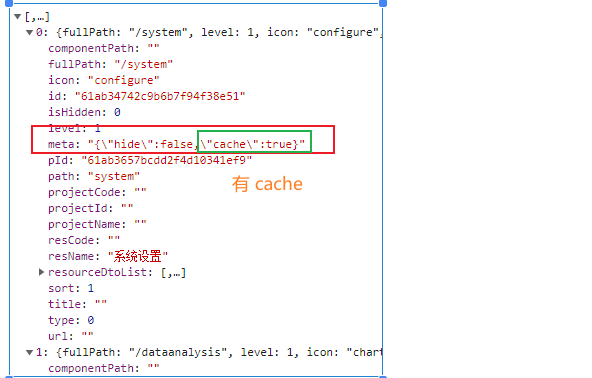 [,…]
0: {fullPath: "/system", level: 1, icon: "configure",
componentPath: ""
fullPath: "/system"
icon: "configure"
id: "61ab34742c9b6b7f94f38e51"
isHidden: 0
level: 1
meta: "{\"hide\":false,\"cache\":true}"
pId: "61ab3657bcdd2f4d10341ef9"
path: "system"
projectCode: ""
有 cache
projectId: ""
projectName: ""
resCode: ""
resName: "系统设置"
resourceDtoList: [,…]
sort: 1
title: ""
type: 0
url: ""
1: {fullPath: "/dataanalysis", level: 1, icon: "chart
componentPath: ""